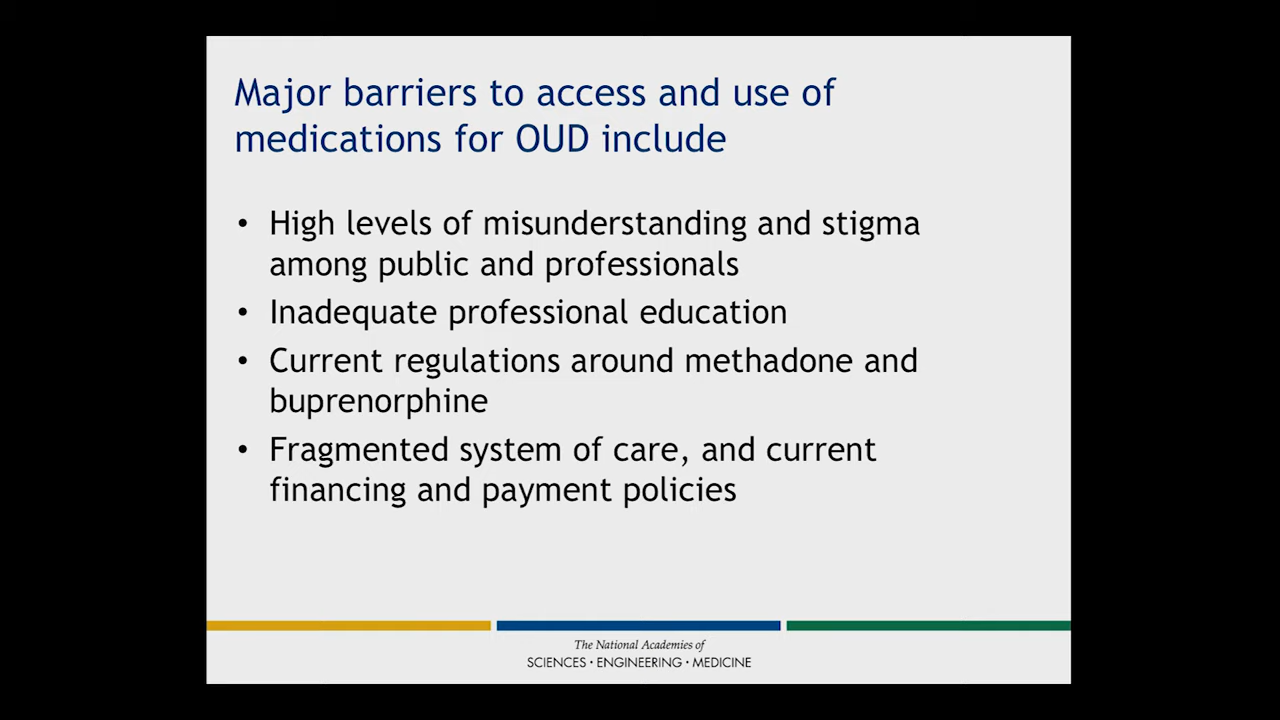 Major barriers to access and use of
medications for OUD include
• High levels of misunderstanding and stigma
among public and professionals
• Inadequate professional education
• Current regulations around methadone and
buprenorphine
• Fragmented system of care, and current
financing and payment policies
The National Academies of
SCIENCES · ENGINEERING · MEDICINE